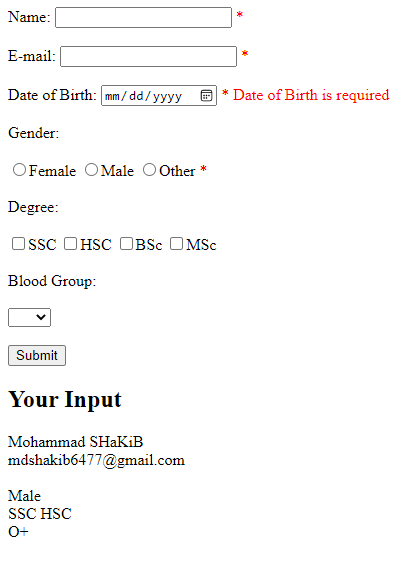 Name: *
E-mail: *
Date of Birth: mm/dd/yyyy * Date of Birth is required
Gender:
Female Male Other *
Degree:
SSC HSC BSc MSc
Blood Group:
Submit
Your Input
Mohammad SHaKiB
mdshakib6477@gmail.com
Male
SSC HSC
O+